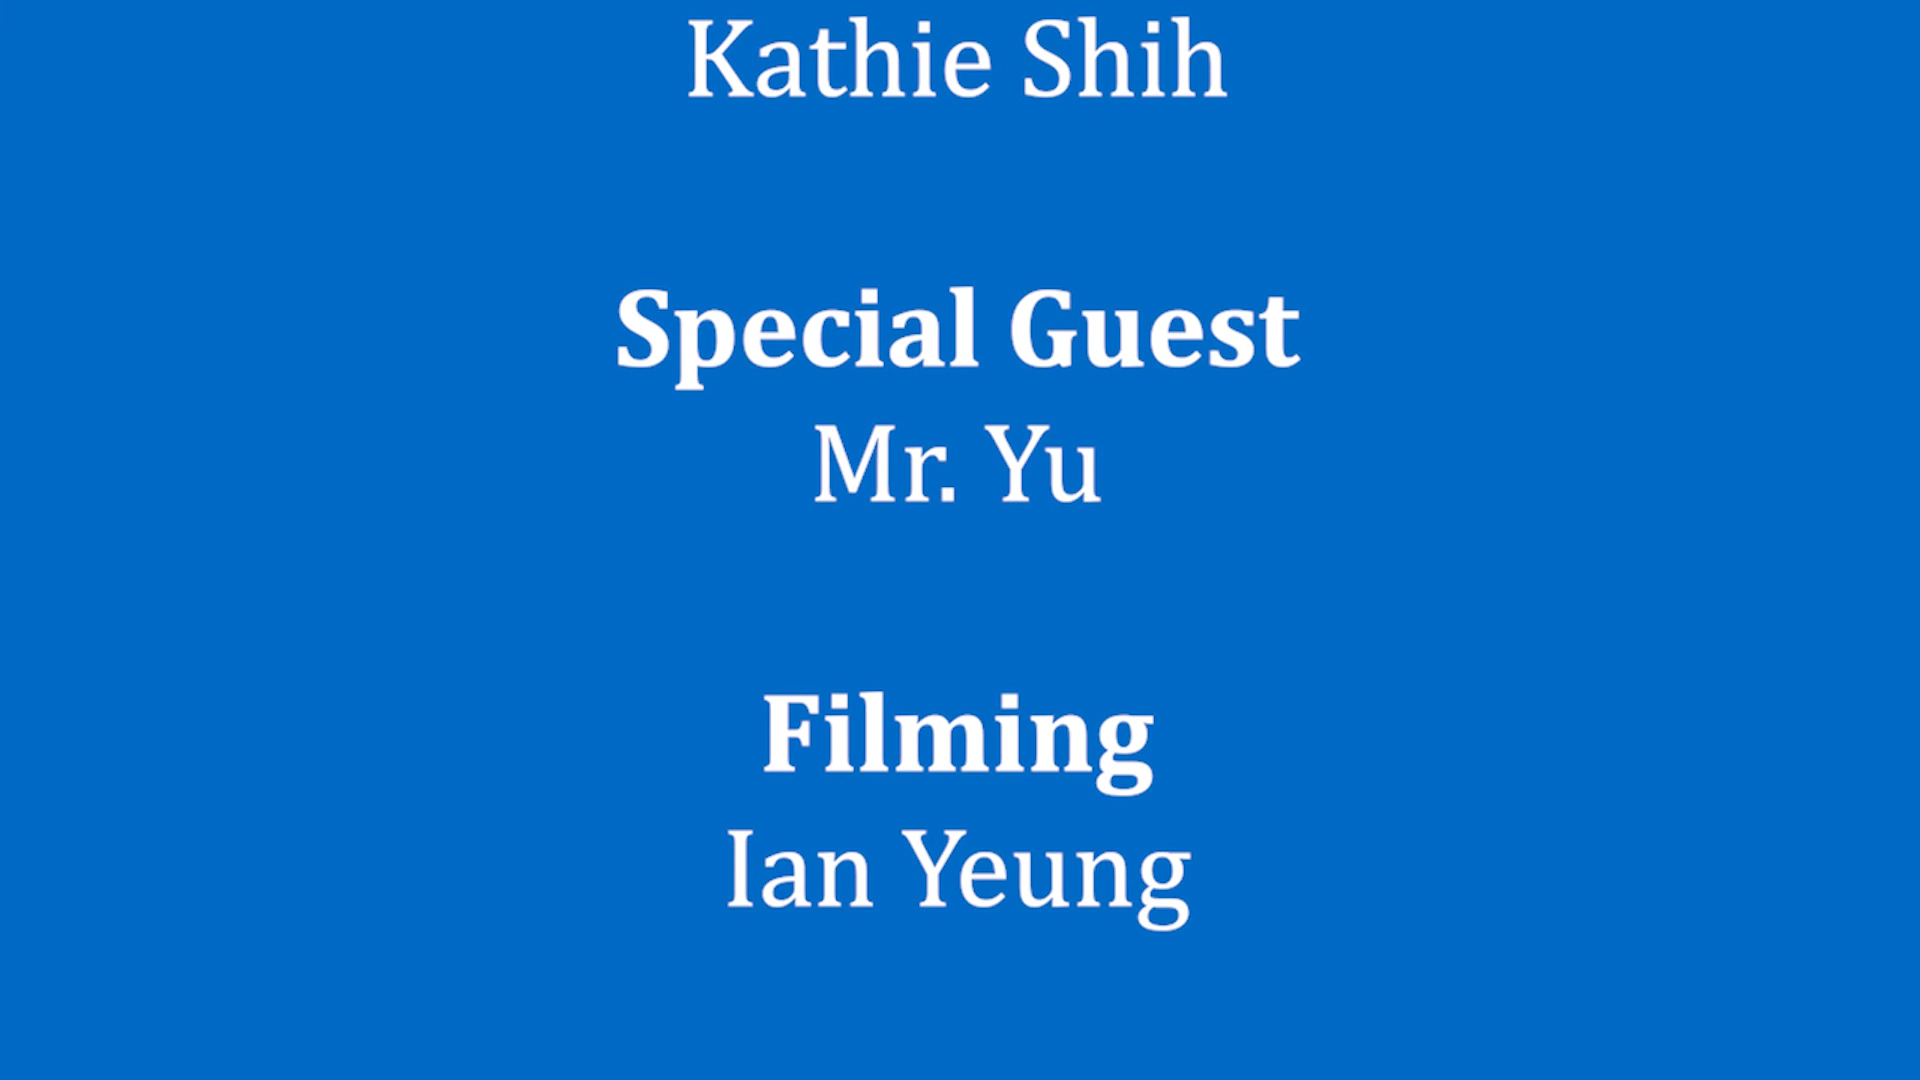 Kathie Shih
Special Guest
Mr. Yu
Filming
Ian Yeung